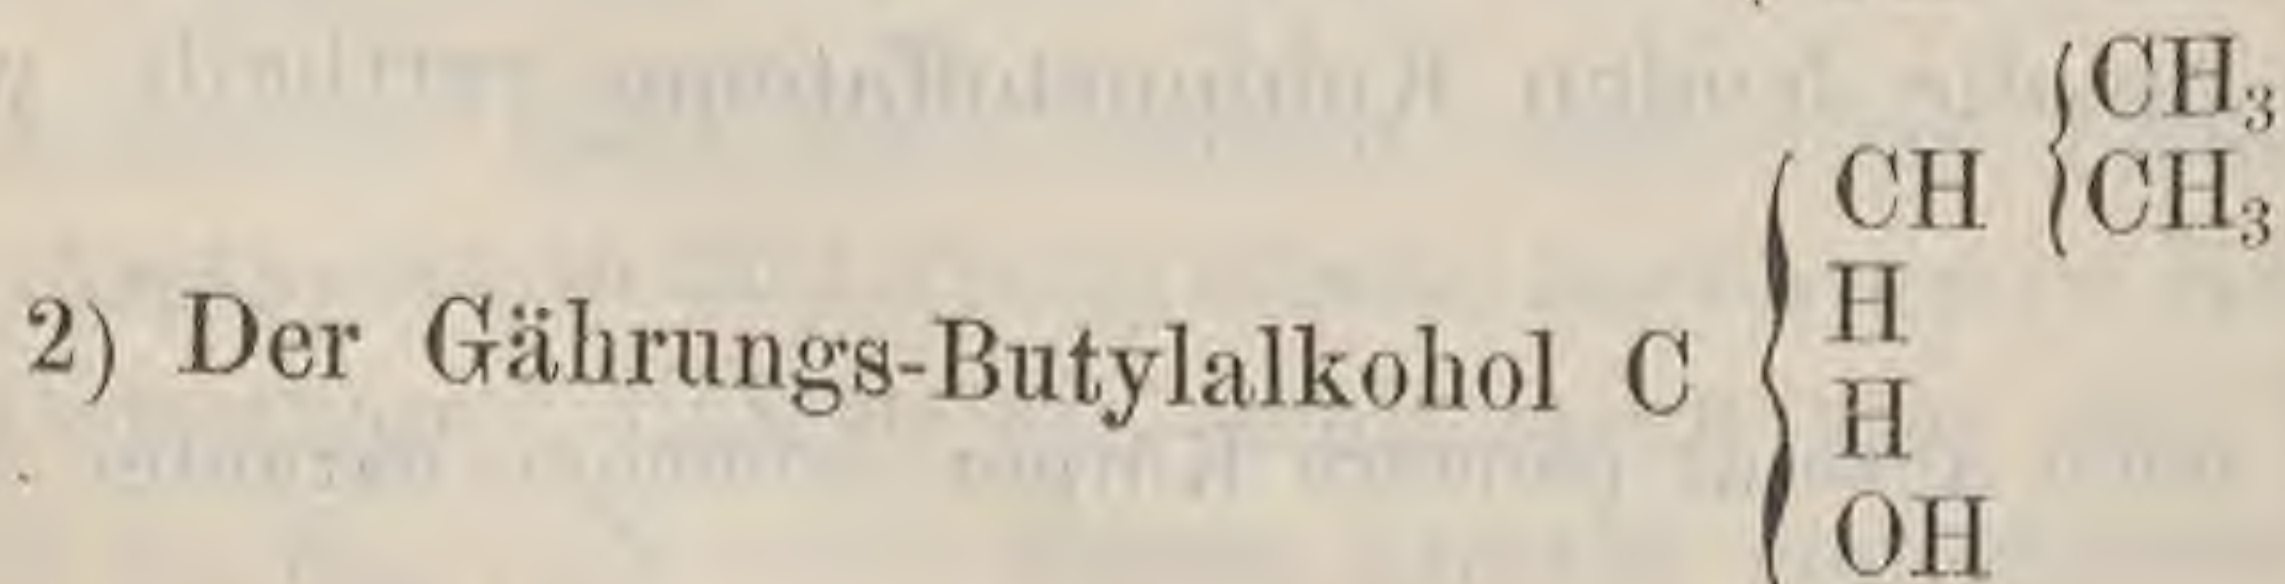 {CH₃
CH {CH₃
H
2) Der Gährungs-Butylalkohol C {
H
OH